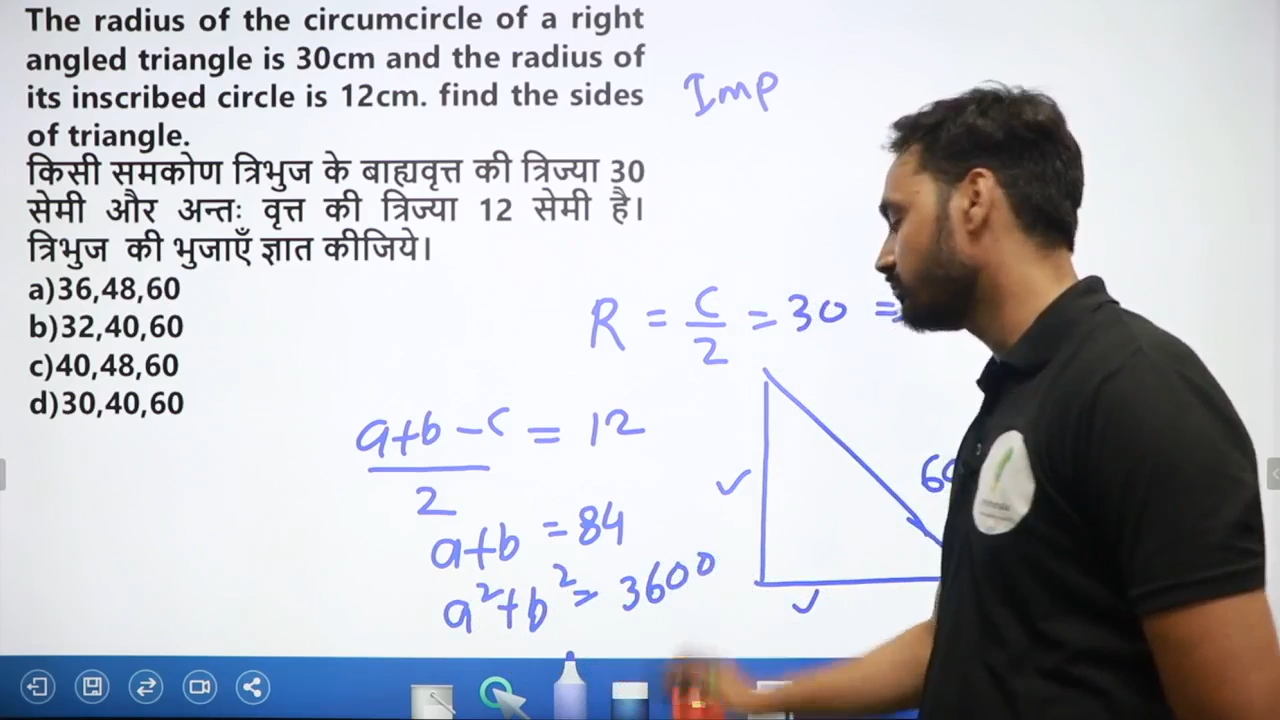 The radius of the circumcircle of a right
angled triangle is 30cm and the radius of
its inscribed circle is 12cm. find the sides
of triangle.
किसी समकोण त्रिभुज के बाह्यवृत्त की त्रिज्या 30
सेमी और अन्तः वृत्त की त्रिज्या 12 सेमी है।
त्रिभुज की भुजाएँ ज्ञात कीजिये।
a)36,48,60
b)32,40,60
c)40,48,60
d)30,40,60
Imp
R = c/2 = 30 =
a+b-c/2 = 12
a+b = 84
a²+b² = 3600
60